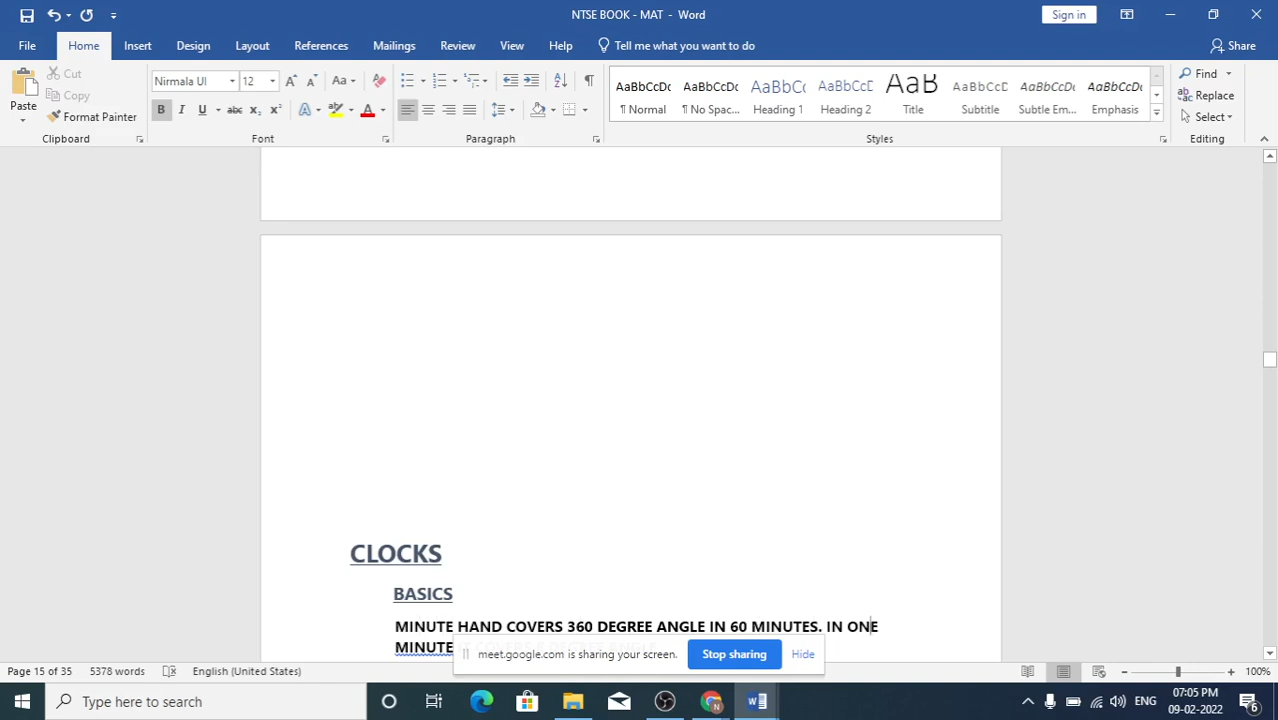 NTSE BOOK - MAT - Word
Sign in
File Home Insert Design Layout References Mailings Review View Help Tell me what you want to do Share
Paste
Cut
Copy
Format Painter
Clipboard
Nirmala UI 12
Font
Paragraph
AaBbCcDc AaBbCcDc AaBbCc AaBbCcD AaB AaBbCcD AaBbCcDc AaBbCcDc
¶ Normal ¶ No Spac... Heading 1 Heading 2 Title Subtitle Subtle Em... Emphasis
Styles
Find
Replace
Select
Editing
CLOCKS
BASICS
MINUTE HAND COVERS 360 DEGREE ANGLE IN 60 MINUTES. IN ONE
MINUTE
meet.google.com is sharing your screen. Stop sharing Hide
Page 15 of 35 5378 words English (United States) 100%
Type here to search
ENG
07:05 PM
09-02-2022
6